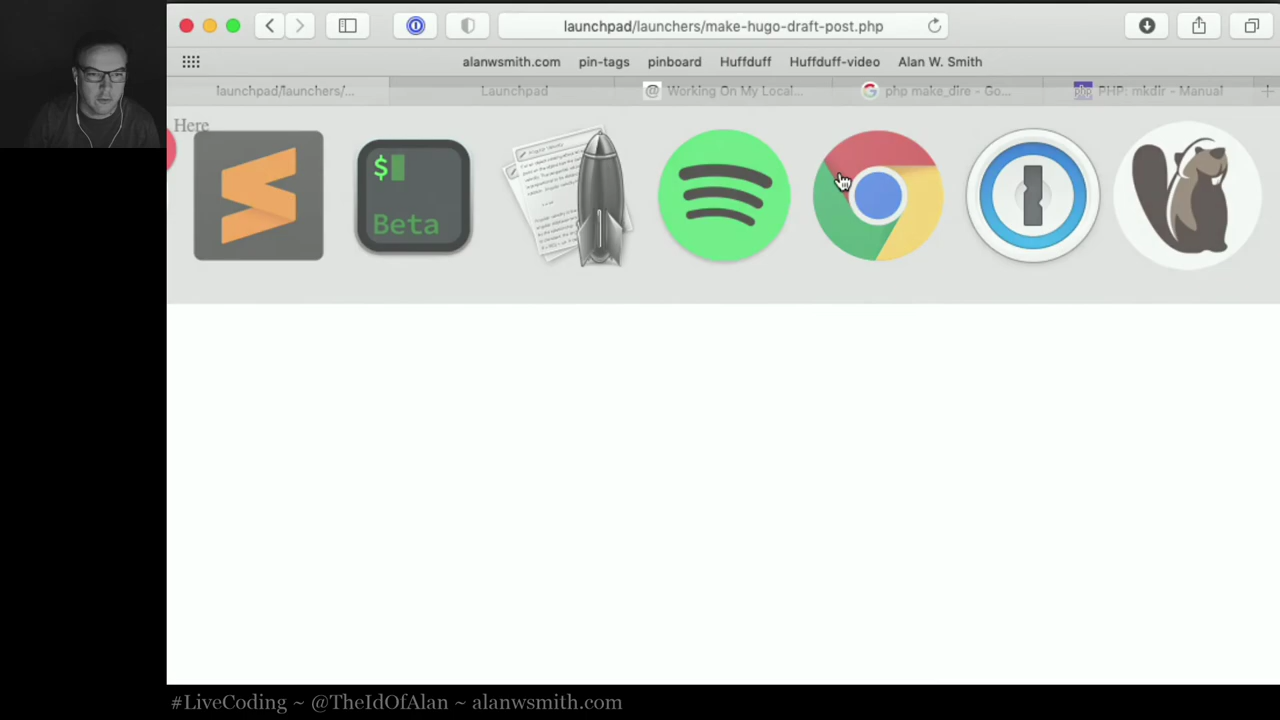 launchpad/launchers/make-hugo-draft-post.php
alanwsmith.com pin-tags pinboard Huffduff Huffduff-video Alan W. Smith
launchpad/launchers/... Launchpad Working On My Local... php make_dire - Go... PHP: mkdir - Manual
Here
$
Beta
#LiveCoding ~ @TheIdOfAlan ~ alanwsmith.com